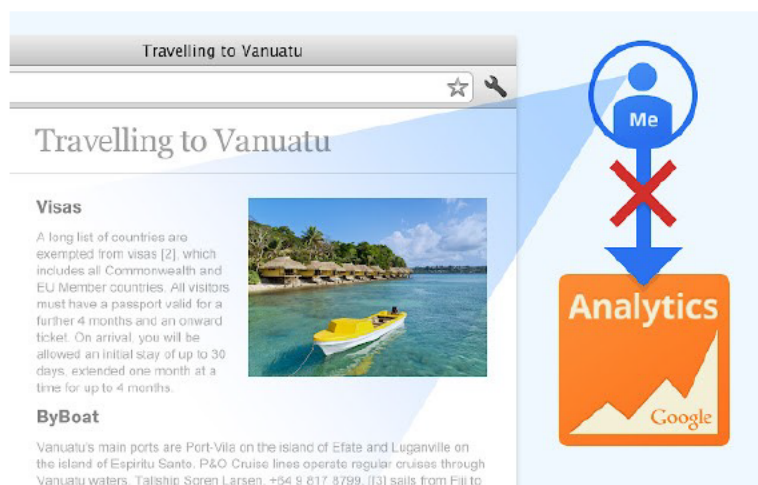 Travelling to Vanuatu
Travelling to Vanuatu
Visas
A long list of countries are
exempted from visas [2], which
includes all Commonwealth and
EU Member countries. All visitors
must have a passport valid for a
further 4 months and an onward
ticket. On arrival, you will be
allowed an initial stay of up to 30
days, extended one month at a
time for up to 4 months.
ByBoat
Vanuatu's main ports are Port-Vila on the island of Efate and Luganville on
the island of Espiritu Santo. P&O Cruise lines operate regular cruises through
Vanuatu waters. Tallship Soren Larsen, +64 9 817 8799, [[3] sails from Fiji to
Me
Analytics
Google